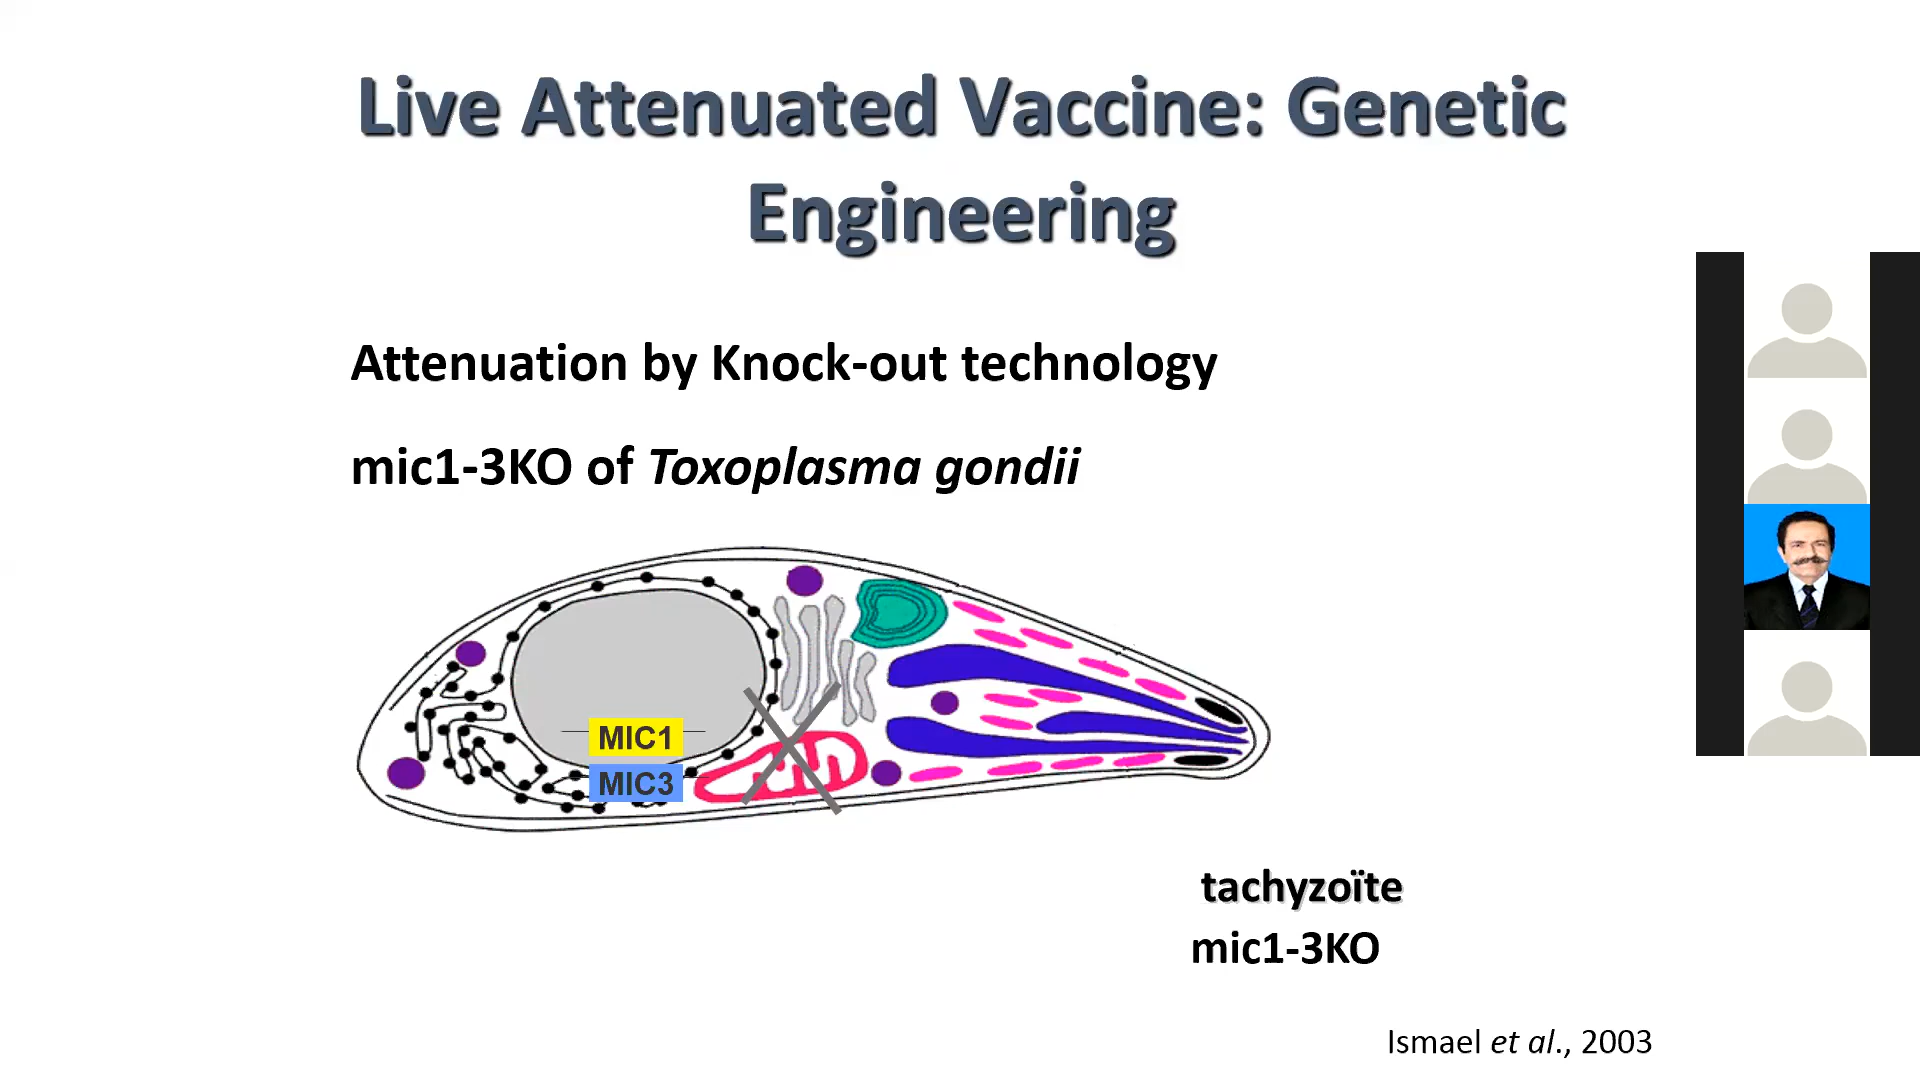 Live Attenuated Vaccine: Genetic
Engineering
Attenuation by Knock-out technology
mic1-3KO of Toxoplasma gondii
MIC1
MIC3
tachyzoïte
mic1-3KO
Ismael et al., 2003